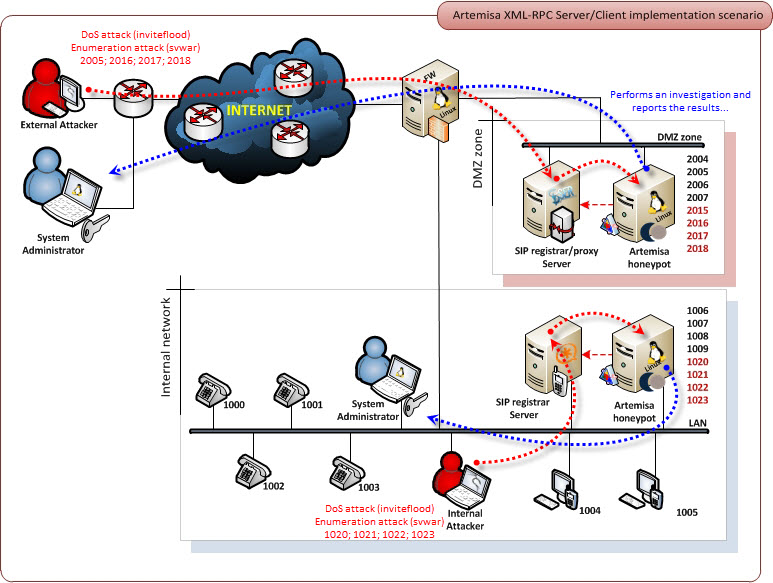 Artemisa XML-RPC Server/Client implementation scenario
DoS attack (inviteflood)
Enumeration attack (svwar)
2005; 2016; 2017; 2018
External Attacker
INTERNET
FW
Linux
Performs an investigation and
reports the results...
DMZ zone
DMZ zone
System
Administrator
SIP registrar/proxy
Server
Linux
Artemisa
honeypot
2004
2005
2006
2007
2015
2016
2017
2018
Internal network
1000
1001
System
Administrator
SIP registrar
Server
Linux
Artemisa
honeypot
1006
1007
1008
1009
1020
1021
1022
1023
LAN
1002
1003
DoS attack (inviteflood)
Enumeration attack (svwar)
1020; 1021; 1022; 1023
Internal
Attacker
1004
1005